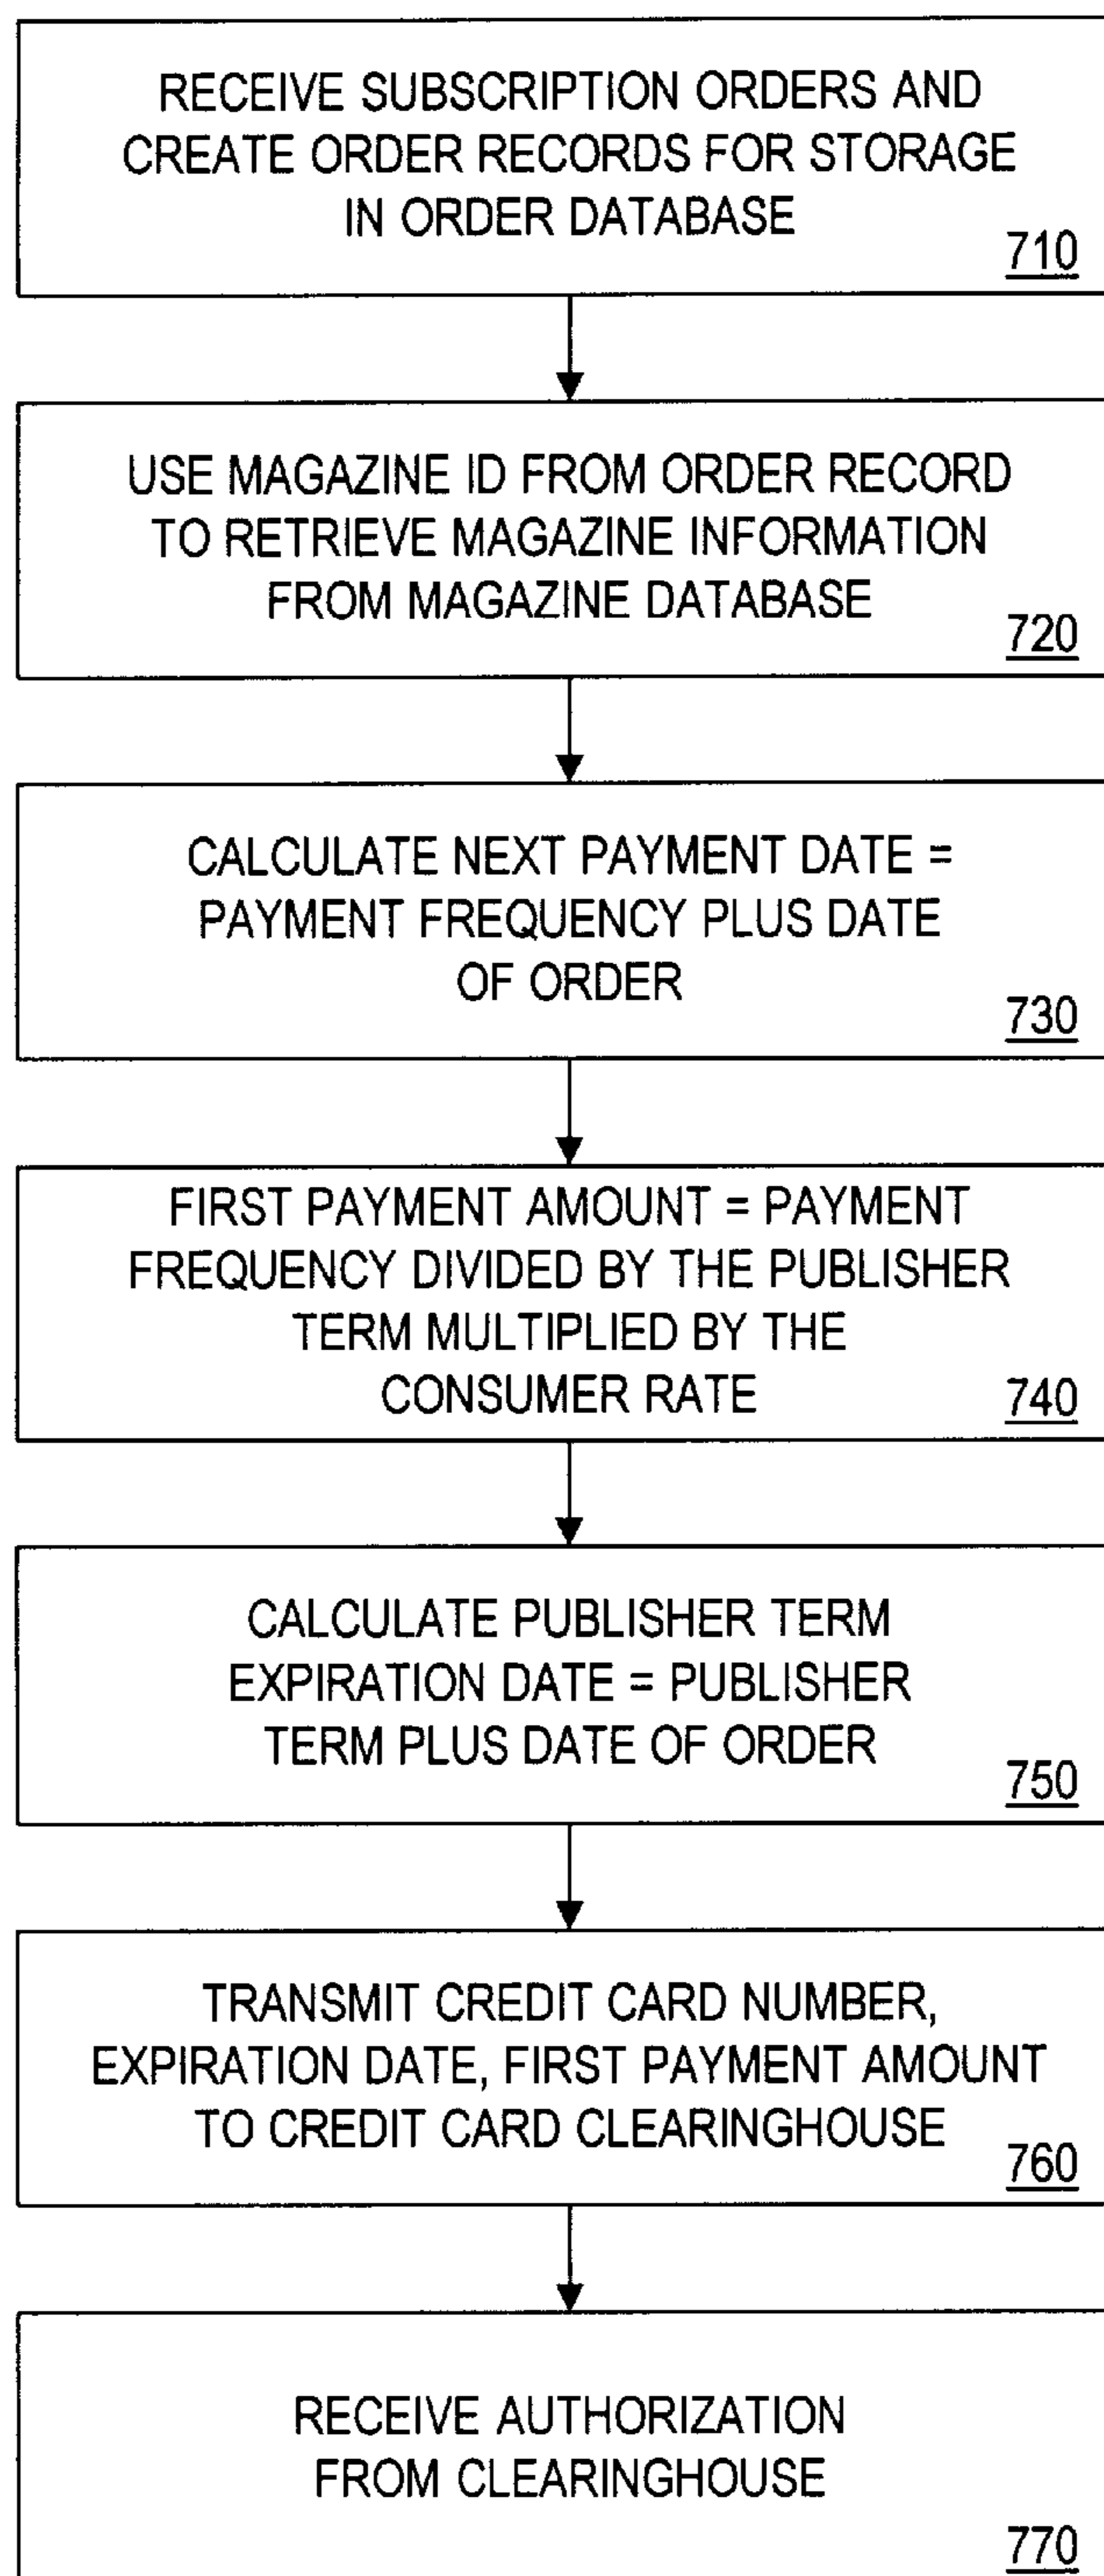 RECEIVE SUBSCRIPTION ORDERS AND
CREATE ORDER RECORDS FOR STORAGE
IN ORDER DATABASE
710
USE MAGAZINE ID FROM ORDER RECORD
TO RETRIEVE MAGAZINE INFORMATION
FROM MAGAZINE DATABASE
720
CALCULATE NEXT PAYMENT DATE =
PAYMENT FREQUENCY PLUS DATE
OF ORDER
730
FIRST PAYMENT AMOUNT = PAYMENT
FREQUENCY DIVIDED BY THE PUBLISHER
TERM MULTIPLIED BY THE
CONSUMER RATE
740
CALCULATE PUBLISHER TERM
EXPIRATION DATE = PUBLISHER
TERM PLUS DATE OF ORDER
750
TRANSMIT CREDIT CARD NUMBER,
EXPIRATION DATE, FIRST PAYMENT AMOUNT
TO CREDIT CARD CLEARINGHOUSE
760
RECEIVE AUTHORIZATION
FROM CLEARINGHOUSE
770